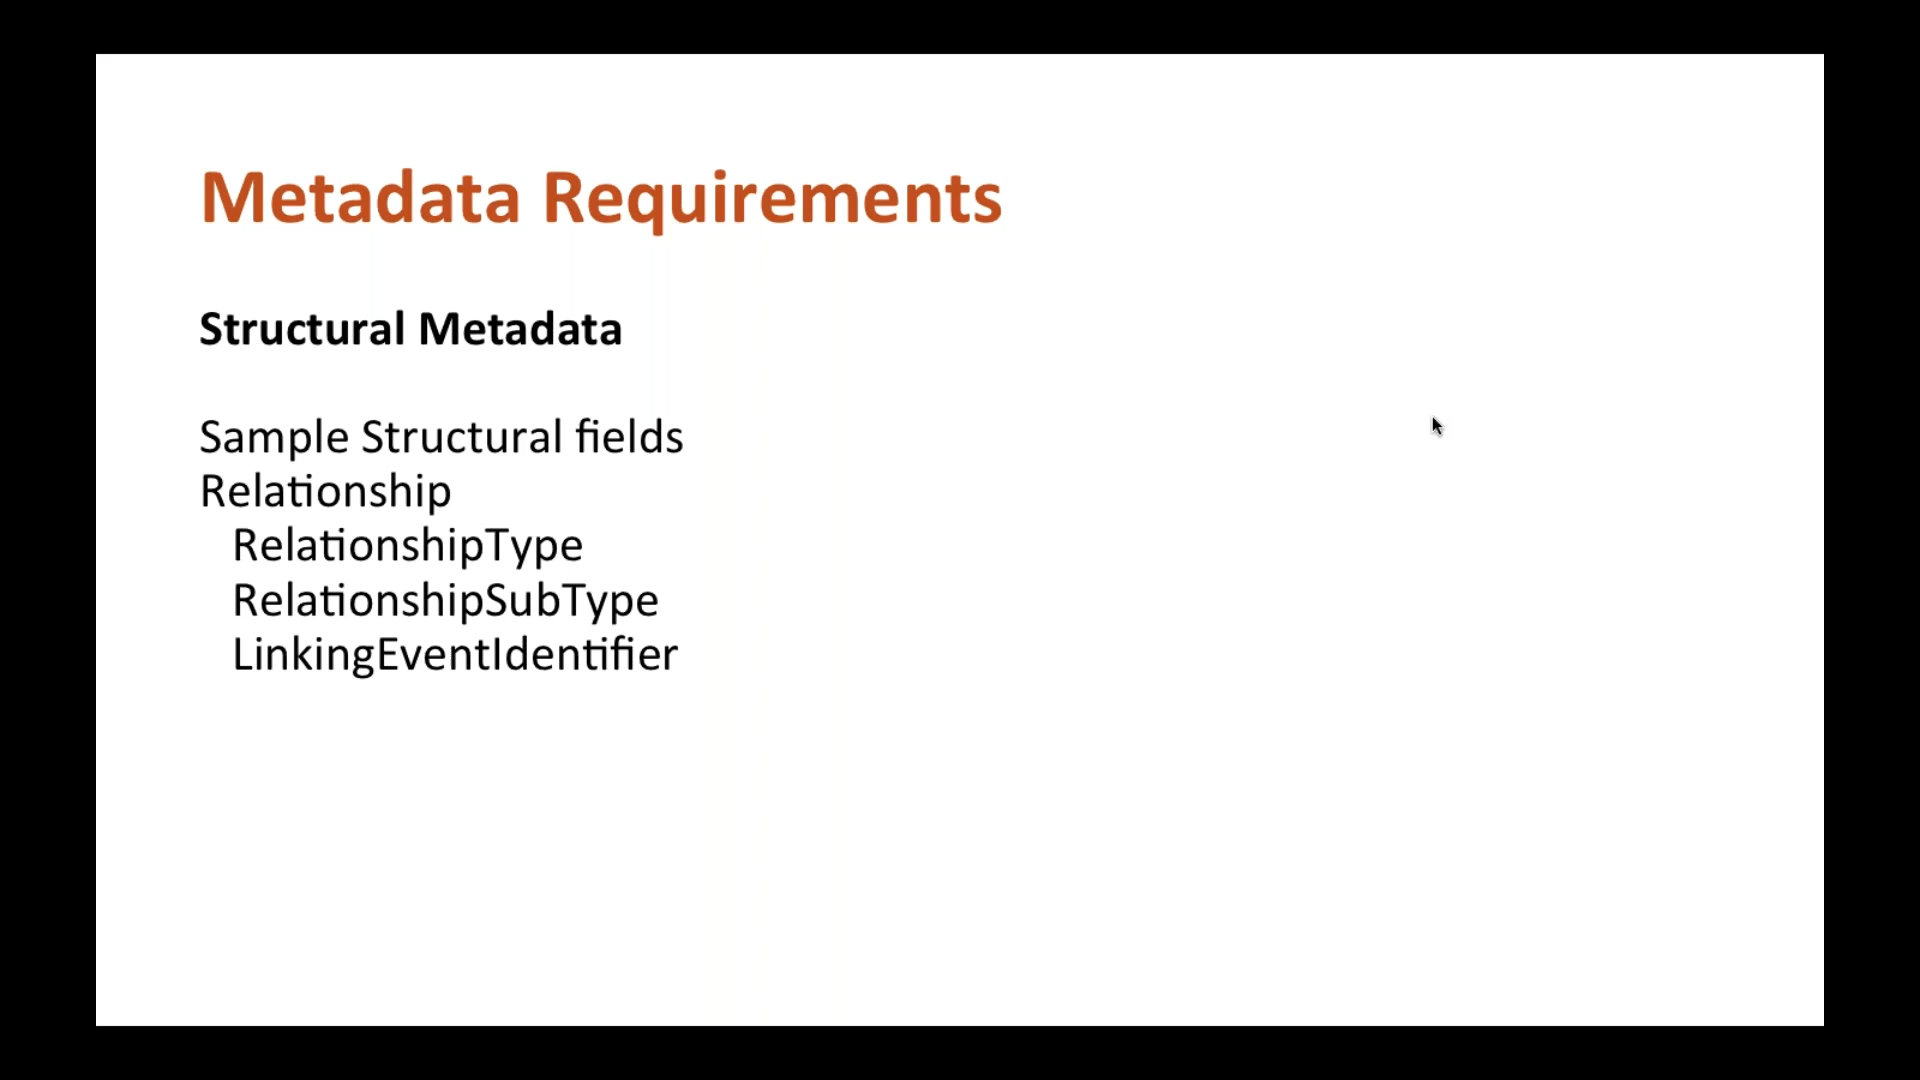 Metadata Requirements
Structural Metadata
Sample Structural fields
Relationship
RelationshipType
RelationshipSubType
LinkingEventIdentifier